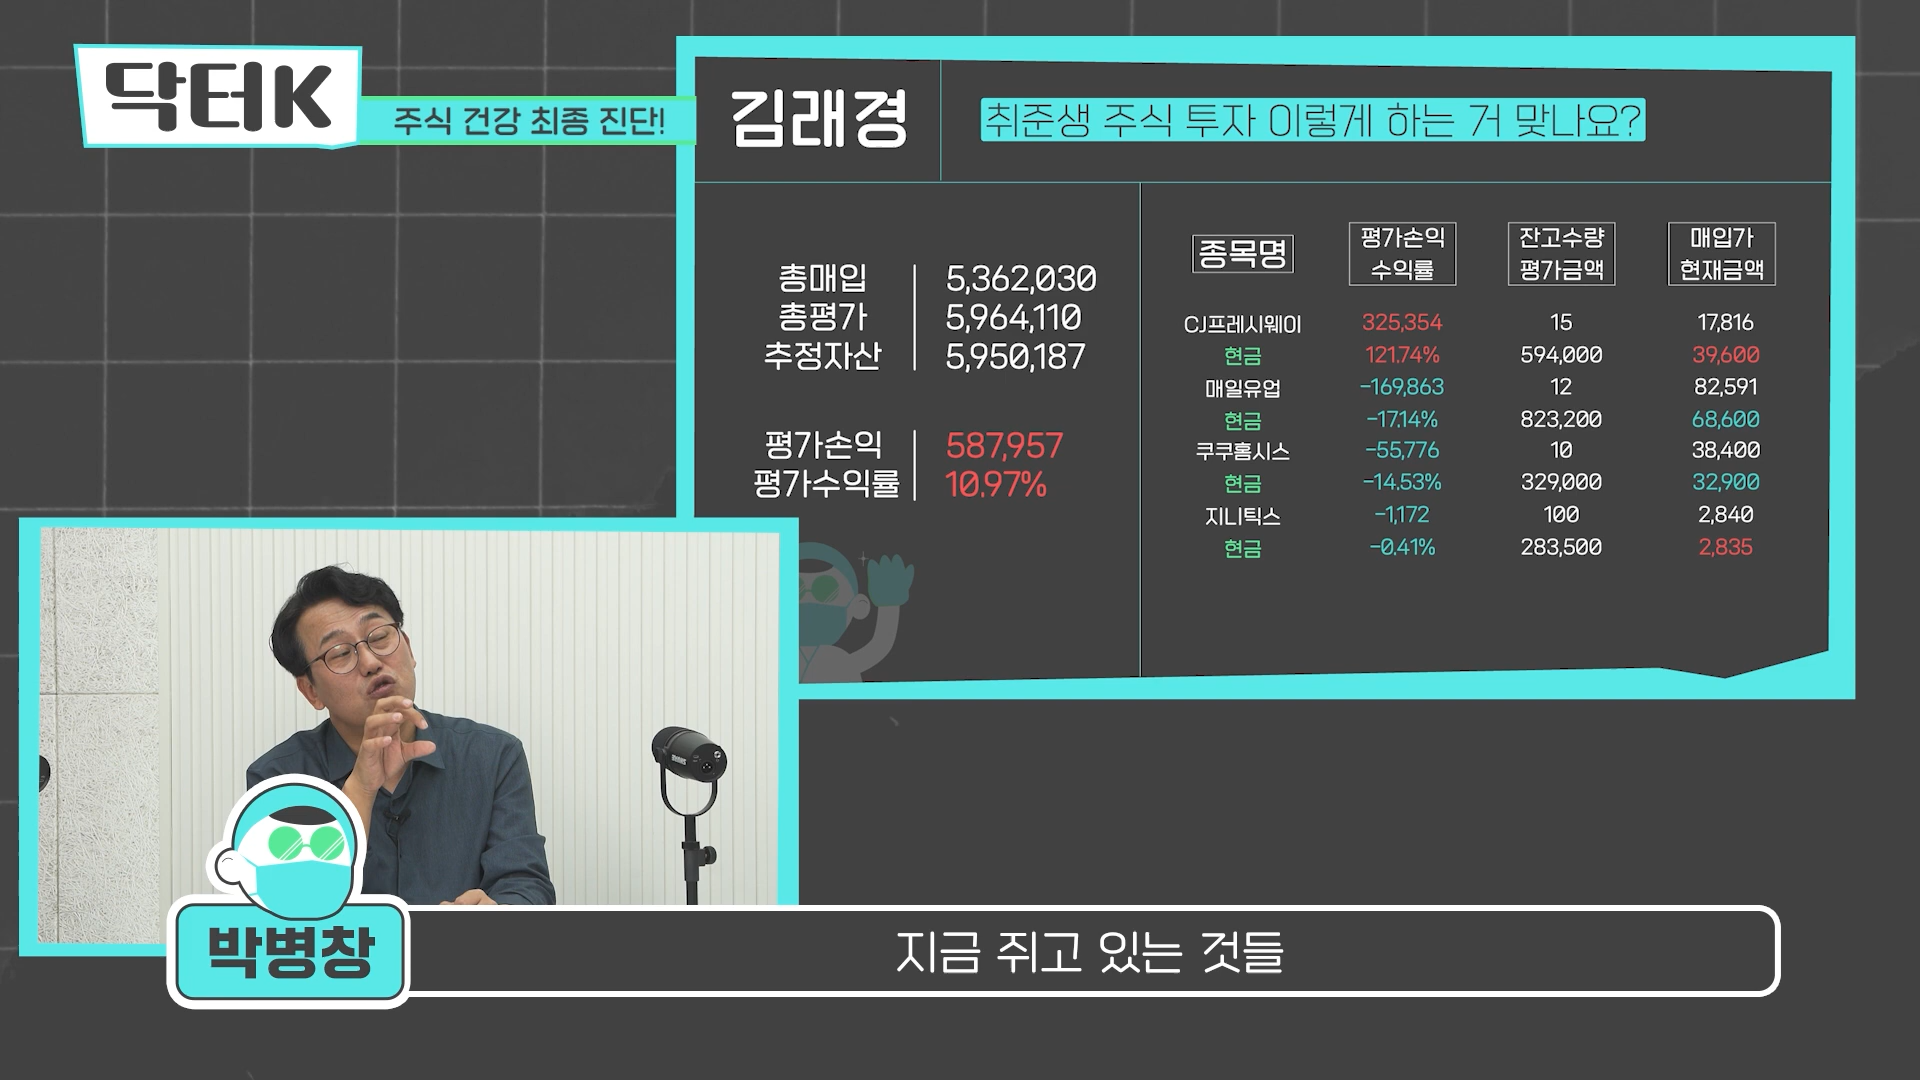 닥터K
주식 건강 최종 진단!
김래경
취준생 주식 투자 이렇게 하는 거 맞나요?
총매입 5,362,030
총평가 5,964,110
추정자산 5,950,187
평가손익 587,957
평가수익률 10.97%
종목명
평가손익 잔고수량 매입가
수익률 평가금액 현재금액
CJ프레시웨이 325,354 15 17,816
현금 121.74% 594,000 39,600
매일유업 -169,863 12 82,591
현금 -17.14% 823,200 68,600
쿠쿠홈시스 -55,776 10 38,400
현금 -14.53% 329,000 32,900
지니틱스 -1,172 100 2,840
현금 -0.41% 283,500 2,835
박병창
지금 쥐고 있는 것들